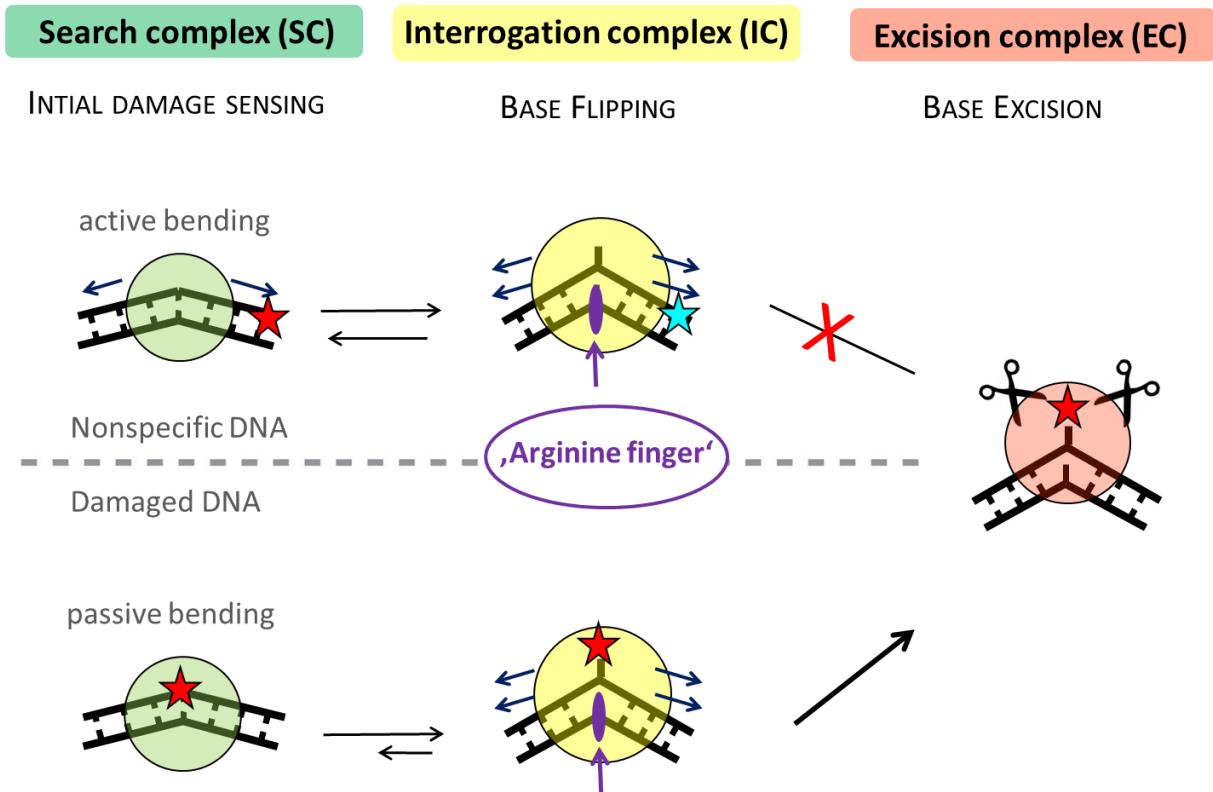 Search complex (SC)
Interrogation complex (IC)
Excision complex (EC)
INTIAL DAMAGE SENSING
BASE FLIPPING
BASE EXCISION
active bending
Nonspecific DNA
‚Arginine finger‘
Damaged DNA
passive bending